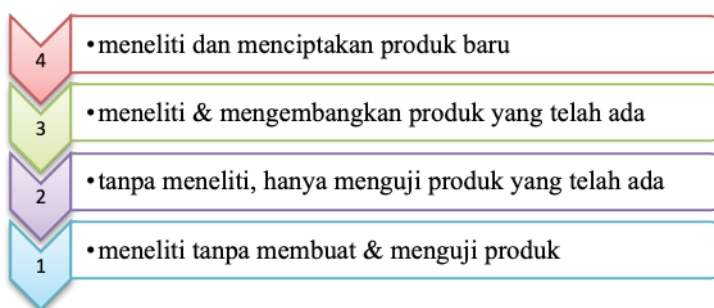 4
•meneliti dan menciptakan produk baru
3
•meneliti & mengembangkan produk yang telah ada
2
•tanpa meneliti, hanya menguji produk yang telah ada
1
•meneliti tanpa membuat & menguji produk